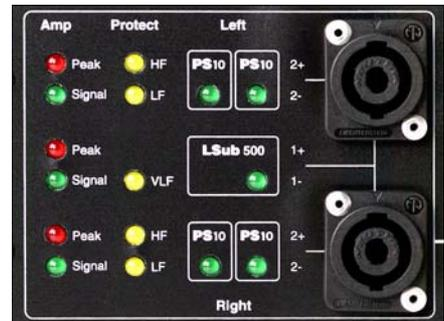 Amp Protect Left
Peak HF PS10 PS10 2+
Signal LF 2-
Peak LSub 500 1+
Signal VLF 1-
Peak HF PS10 PS10 2+
Signal LF 2-
Right